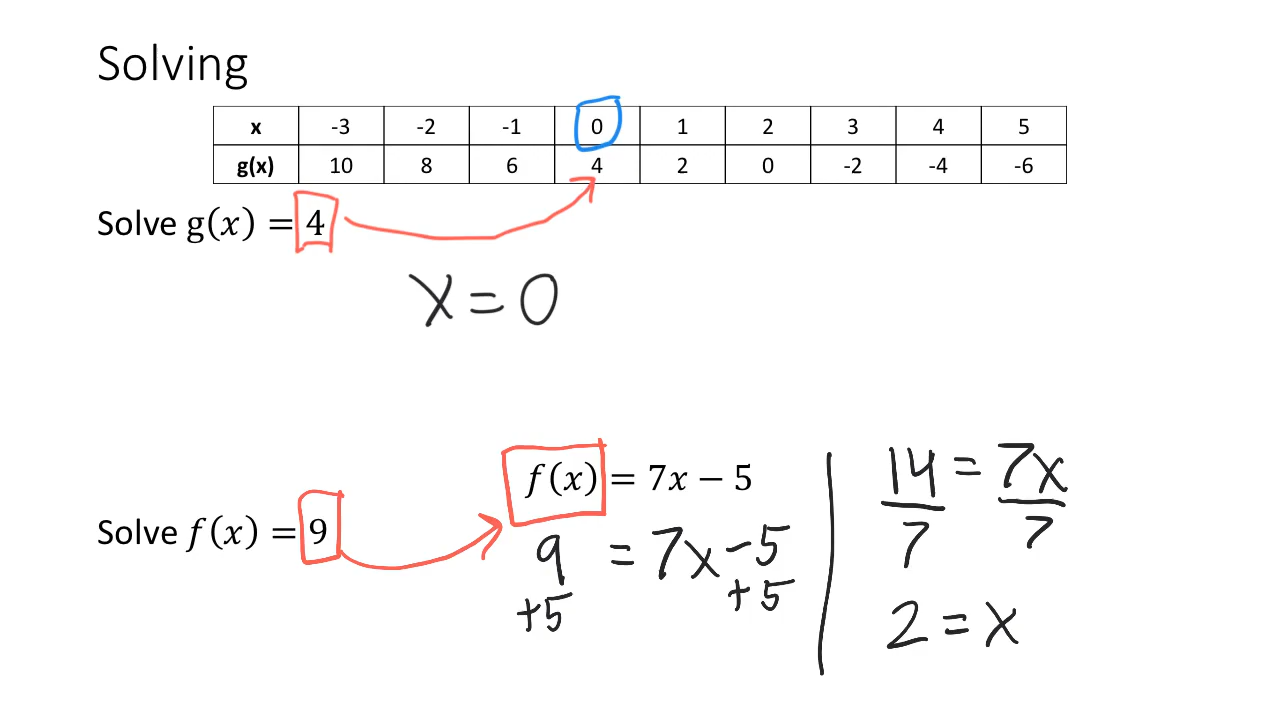 Solving
x -3 -2 -1 0 1 2 3 4 5
g(x) 10 8 6 4 2 0 -2 -4 -6
Solve g(x) = 4
x = 0
f(x) = 7x − 5
Solve f(x) = 9
9 = 7x - 5
+5 +5
14 = 7x
7 7
2 = x